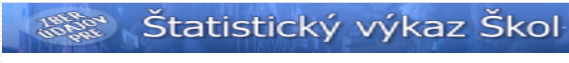 ZBER
ÚDAJOV
PRE
Štatistický výkaz Škol